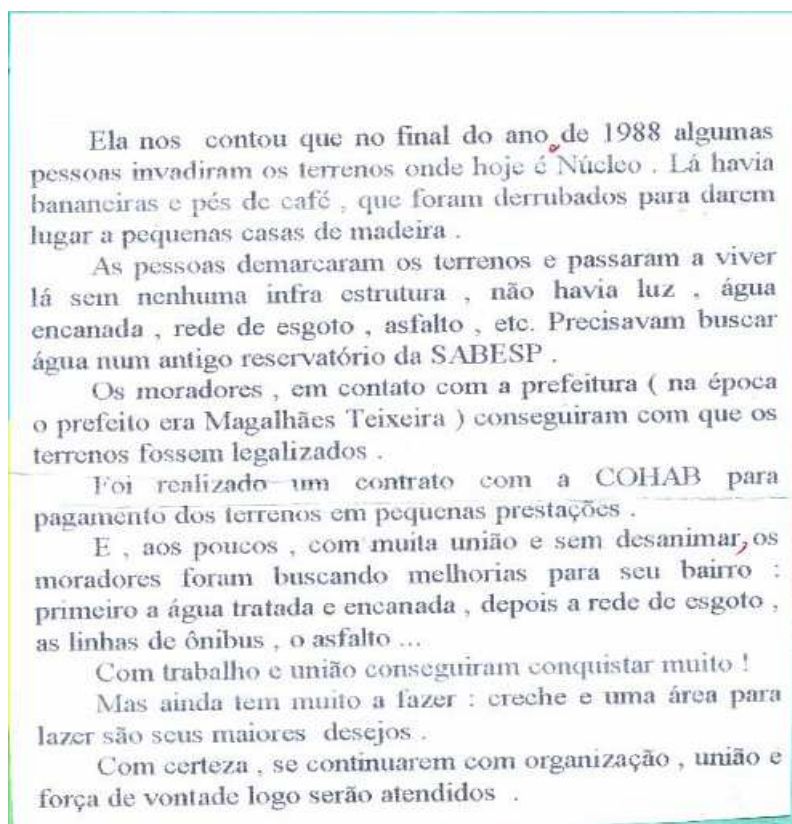 Ela nos contou que no final do ano de 1988 algumas
pessoas invadiram os terrenos onde hoje é Núcleo . Lá havia
bananeiras e pés de café , que foram derrubados para darem
lugar a pequenas casas de madeira .
As pessoas demarcaram os terrenos e passaram a viver
lá sem nenhuma infra estrutura , não havia luz , água
encanada , rede de esgoto , asfalto , etc. Precisavam buscar
água num antigo reservatório da SABESP .
Os moradores , em contato com a prefeitura ( na época
o prefeito era Magalhães Teixeira ) conseguiram com que os
terrenos fossem legalizados .
Foi realizado um contrato com a COHAB para
pagamento dos terrenos em pequenas prestações .
E , aos poucos , com muita união e sem desanimar, os
moradores foram buscando melhorias para seu bairro :
primeiro a água tratada e encanada , depois a rede de esgoto ,
as linhas de ônibus , o asfalto ...
Com trabalho e união conseguiram conquistar muito !
Mas ainda tem muito a fazer : creche e uma área para
lazer são seus maiores desejos .
Com certeza , se continuarem com organização , união e
força de vontade logo serão atendidos .